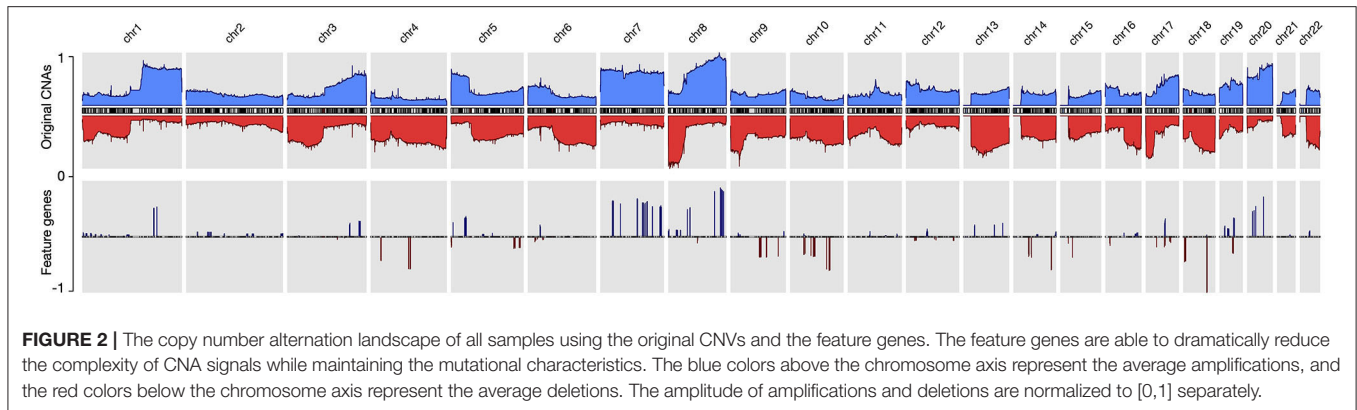 chr1 chr2 chr3 chr4 chr5 chr6 chr7 chr8 chr9 chr10 chr11 chr12 chr13 chr14 chr15 chr16 chr17 chr18 chr19 chr20 chr21 chr22
1
Original CNAs
0
Feature genes
-1
FIGURE 2 | The copy number alternation landscape of all samples using the original CNVs and the feature genes. The feature genes are able to dramatically reduce
the complexity of CNA signals while maintaining the mutational characteristics. The blue colors above the chromosome axis represent the average amplifications, and
the red colors below the chromosome axis represent the average deletions. The amplitude of amplifications and deletions are normalized to [0,1] separately.